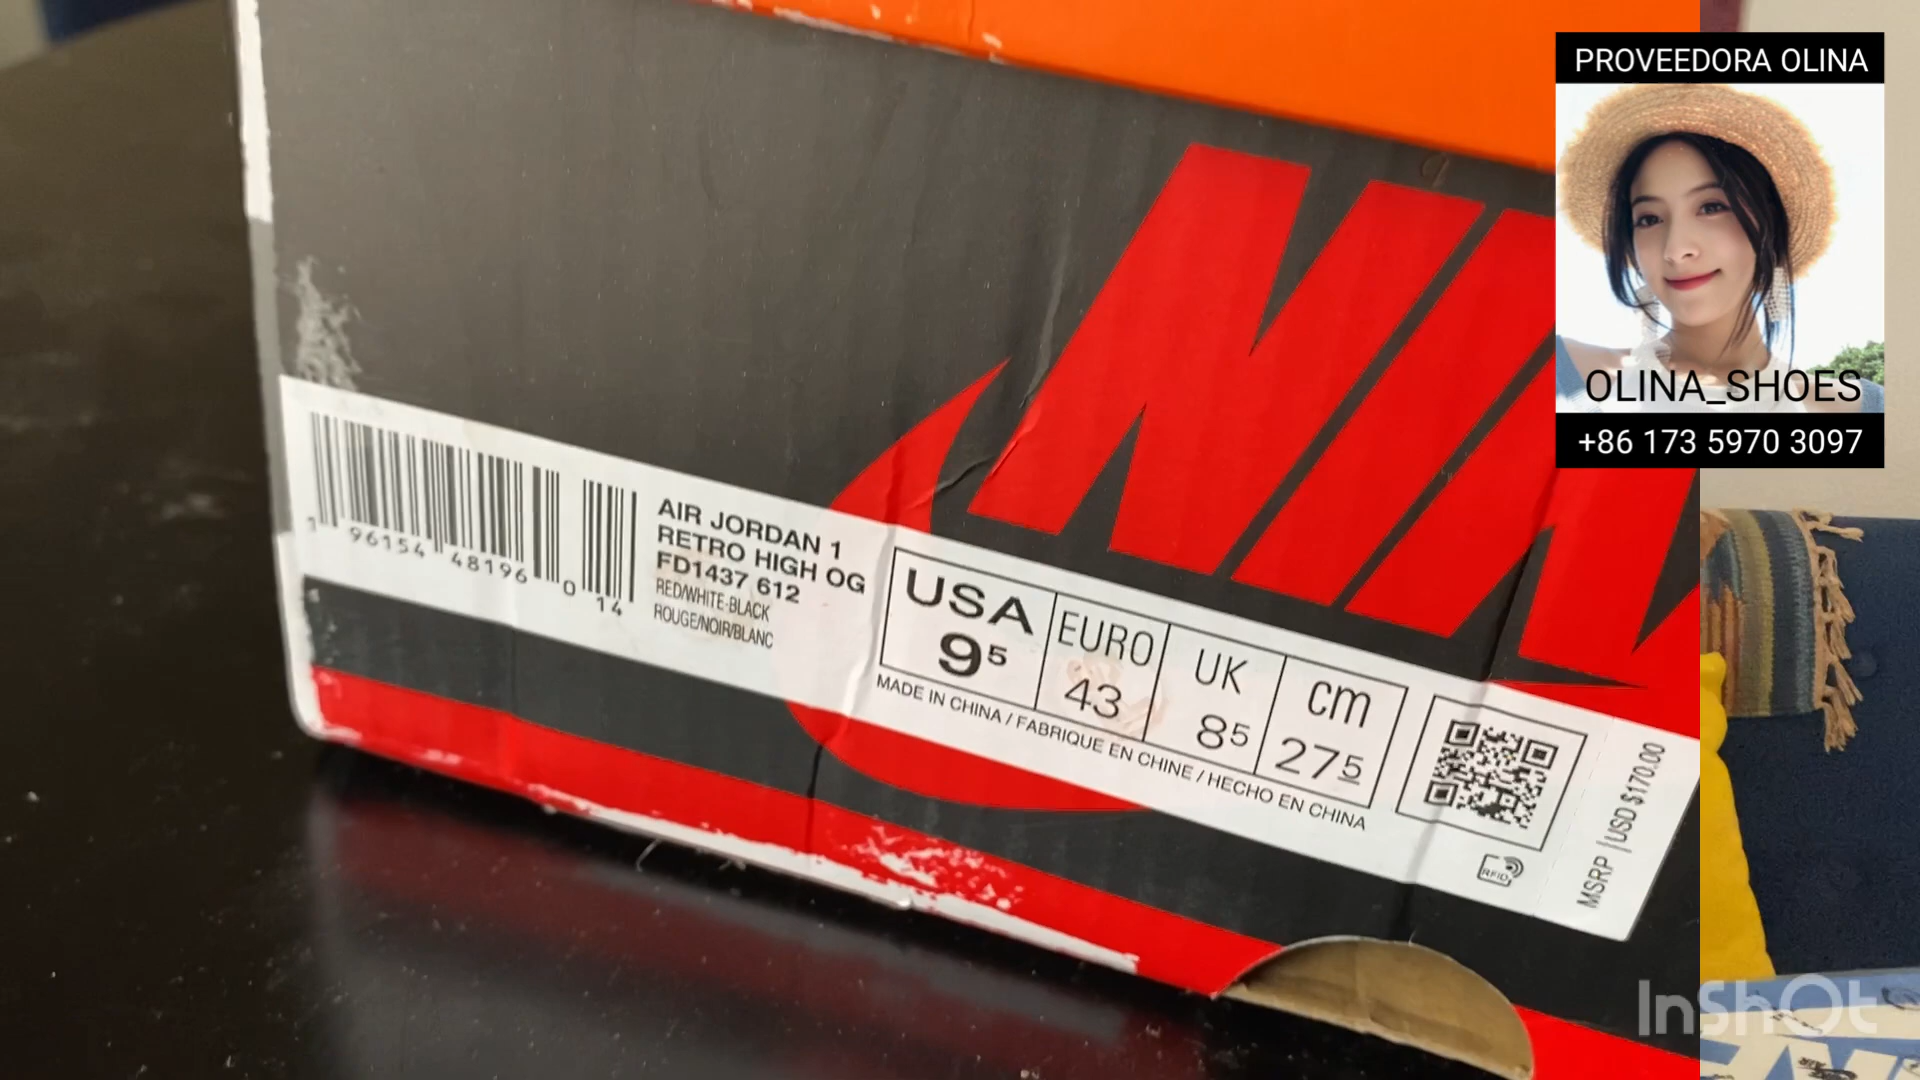 PROVEEDORA OLINA
OLINA_SHOES
+86 173 5970 3097
1 96154 48196 0 14
AIR JORDAN 1
RETRO HIGH OG
FD1437 612
RED/WHITE-BLACK
ROUGE/NOIR/BLANC
USA
9⁵
EURO
43
UK
8⁵
cm
27⁵
MADE IN CHINA / FABRIQUE EN CHINE / HECHO EN CHINA
RFID
MSRP |USD $170.00
InShOt